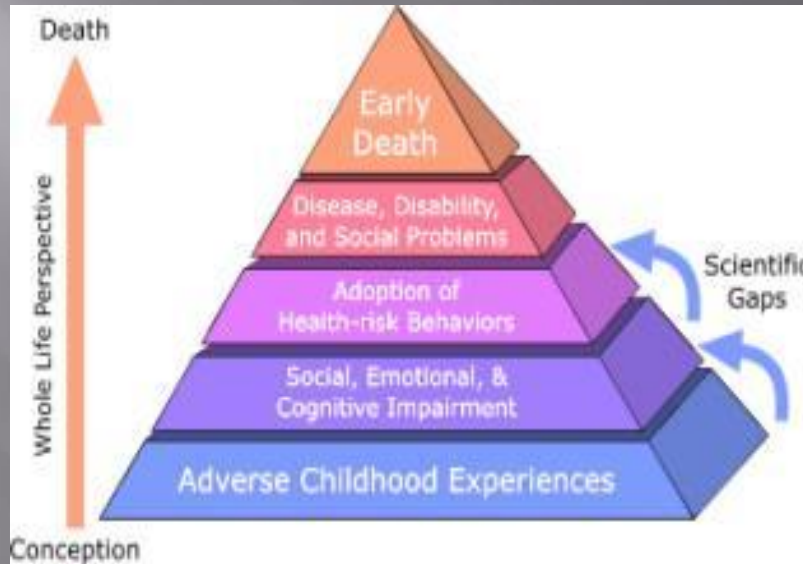 Death
Early
Death
Disease, Disability,
and Social Problems
Adoption of
Health-risk Behaviors
Social, Emotional, &
Cognitive Impairment
Adverse Childhood Experiences
Whole Life Perspective
Scientific
Gaps
Conception